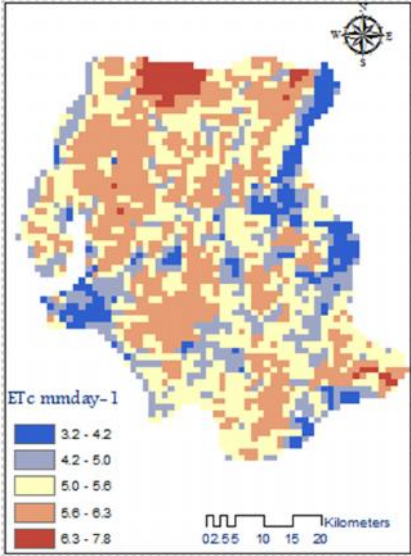 N
W E
S
ETc mmday-1
3.2 - 4.2
4.2 - 5.0
5.0 - 5.6
5.6 - 6.3
6.3 - 7.8
Kilometers
02.55 10 15 20